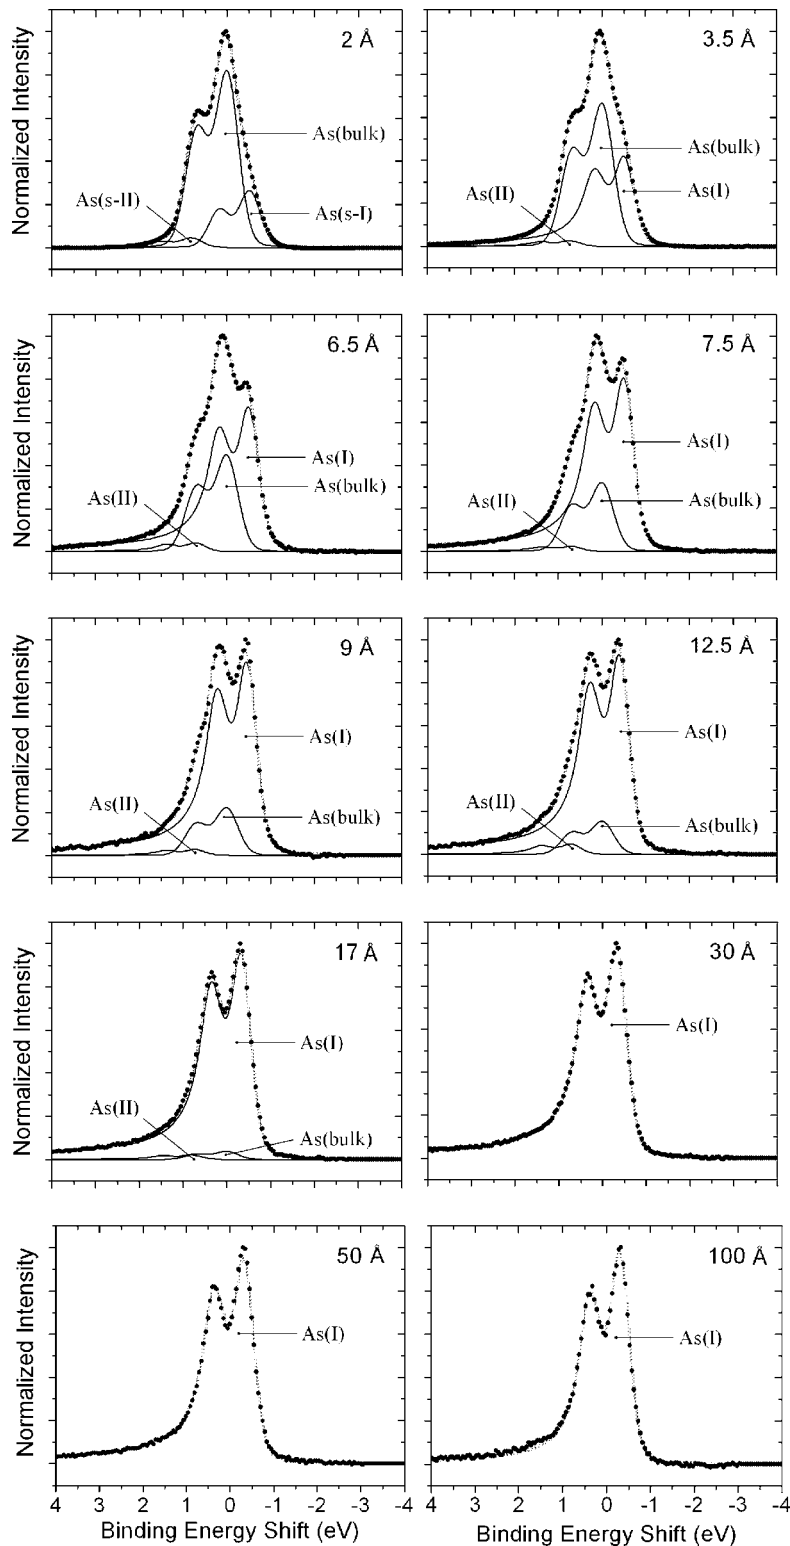 Normalized Intensity
2 Å
As(bulk)
As(s-II)
As(s-I)
3.5 Å
As(bulk)
As(II)
As(I)
Normalized Intensity
6.5 Å
As(I)
As(bulk)
As(II)
7.5 Å
As(I)
As(II)
As(bulk)
Normalized Intensity
9 Å
As(I)
As(II)
As(bulk)
12.5 Å
As(I)
As(II)
As(bulk)
Normalized Intensity
17 Å
As(I)
As(II)
As(bulk)
30 Å
As(I)
Normalized Intensity
50 Å
As(I)
100 Å
As(I)
4 3 2 1 0 -1 -2 -3 -4
4 3 2 1 0 -1 -2 -3 -4
Binding Energy Shift (eV)
Binding Energy Shift (eV)